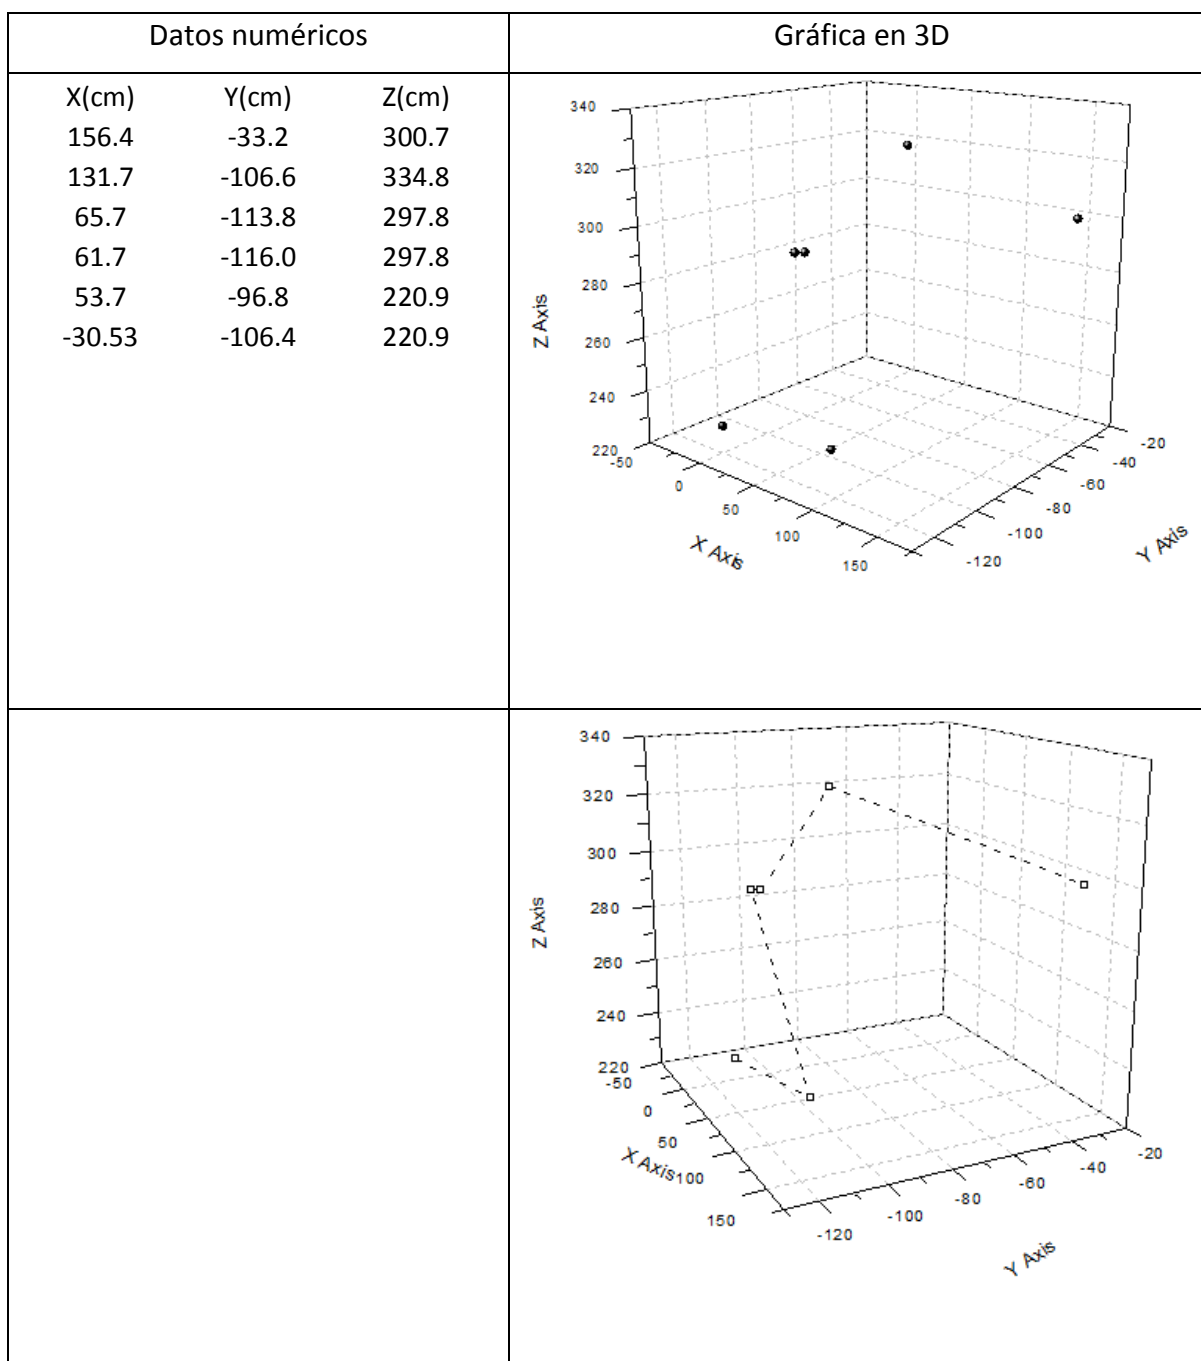 Datos numéricos
Gráfica en 3D
X(cm) Y(cm) Z(cm)
156.4 -33.2 300.7
131.7 -106.6 334.8
65.7 -113.8 297.8
61.7 -116.0 297.8
53.7 -96.8 220.9
-30.53 -106.4 220.9
340
320
300
280
260
240
220
Z Axis
-50
0
50
100
150
X Axis
-120
-100
-80
-60
-40
-20
Y Axis
340
320
300
280
260
240
220
Z Axis
-50
0
50
100
150
X Axis
-120
-100
-80
-60
-40
-20
Y Axis